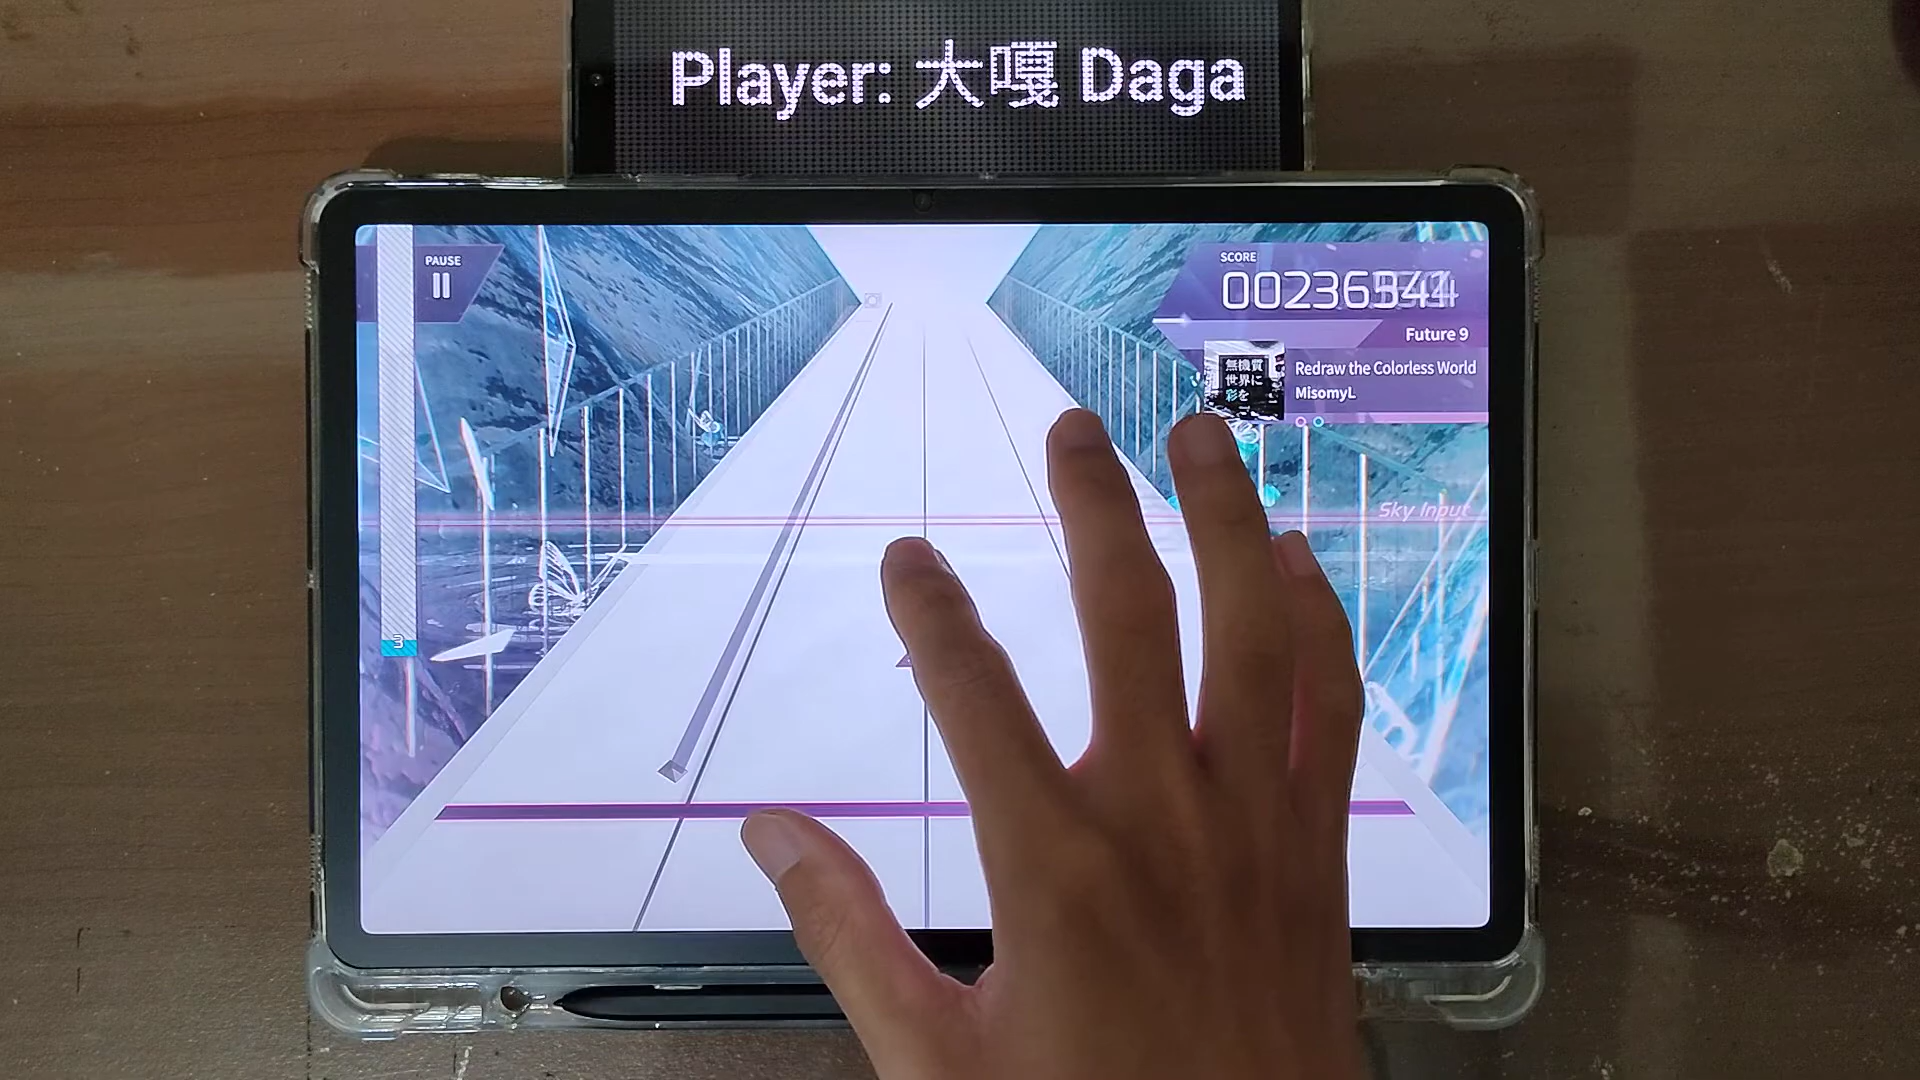 Player: 大嘎 Daga
PAUSE
SCORE
Future 9
無機質
世界に
彩を
Redraw the Colorless World
MisomyL
Sky Input
3